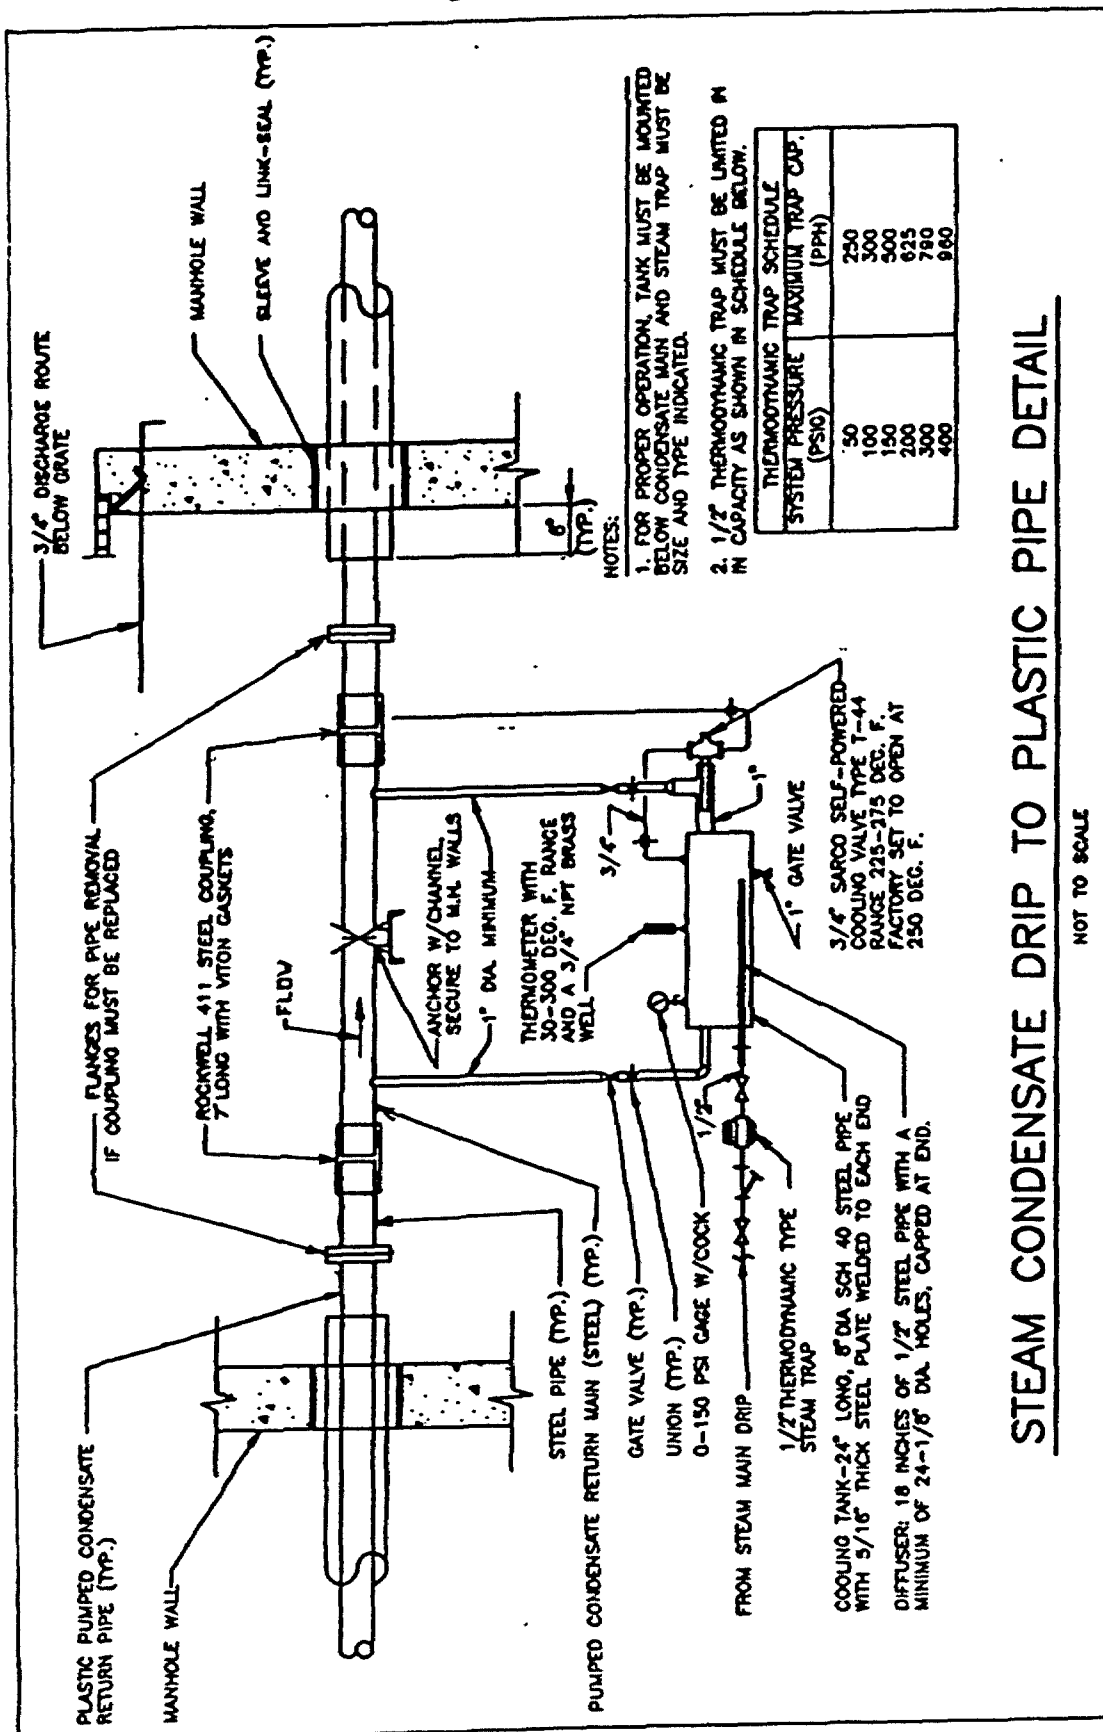 3/4" DISCHARGE ROUTE
BELOW GRATE
MANHOLE WALL
SLEEVE AND LINK-SEAL (TYP.)
FLANGES FOR PIPE REMOVAL
IF COUPLING MUST BE REPLACED
ROCKWELL 411 STEEL COUPLING,
7" LONG WITH VITON GASKETS
PLASTIC PUMPED CONDENSATE
RETURN PIPE (TYP.)
MANHOLE WALL
FLOW
ANCHOR W/CHANNEL,
SECURE TO M.H. WALLS
1" DIA. MINIMUM
THERMOMETER WITH
30-300 DEG. F. RANGE
AND A 3/4" NPT BRASS
WELL
6"
(TYP.)
STEEL PIPE (TYP.)
PUMPED CONDENSATE RETURN MAIN (STEEL) (TYP.)
GATE VALVE (TYP.)
UNION (TYP.)
0-150 PSI GAGE W/COCK
1/2"
3/4"
1"
1" GATE VALVE
FROM STEAM MAIN DRIP
1/2" THERMODYNAMIC TYPE
STEAM TRAP
3/4" SARCO SELF-POWERED
COOLING VALVE TYPE T-44
RANGE 225-275 DEG. F.
FACTORY SET TO OPEN AT
250 DEG. F.
COOLING TANK-24" LONG, 8" DIA SCH 40 STEEL PIPE
WITH 5/16" THICK STEEL PLATE WELDED TO EACH END
DIFFUSER: 18 INCHES OF 1/2" STEEL PIPE WITH A
MINIMUM OF 24-1/8" DIA. HOLES, CAPPED AT END.
NOTES:
1. FOR PROPER OPERATION, TANK MUST BE MOUNTED
BELOW CONDENSATE MAIN AND STEAM TRAP MUST BE
SIZE AND TYPE INDICATED.
2. 1/2" THERMODYNAMIC TRAP MUST BE LIMITED IN
IN CAPACITY AS SHOWN IN SCHEDULE BELOW.
THERMODYNAMIC TRAP SCHEDULE
SYSTEM PRESSURE MAXIMUM TRAP CAP.
(PSIG) (PPH)
50 250
100 300
150 500
200 625
300 790
400 960
STEAM CONDENSATE DRIP TO PLASTIC PIPE DETAIL
NOT TO SCALE